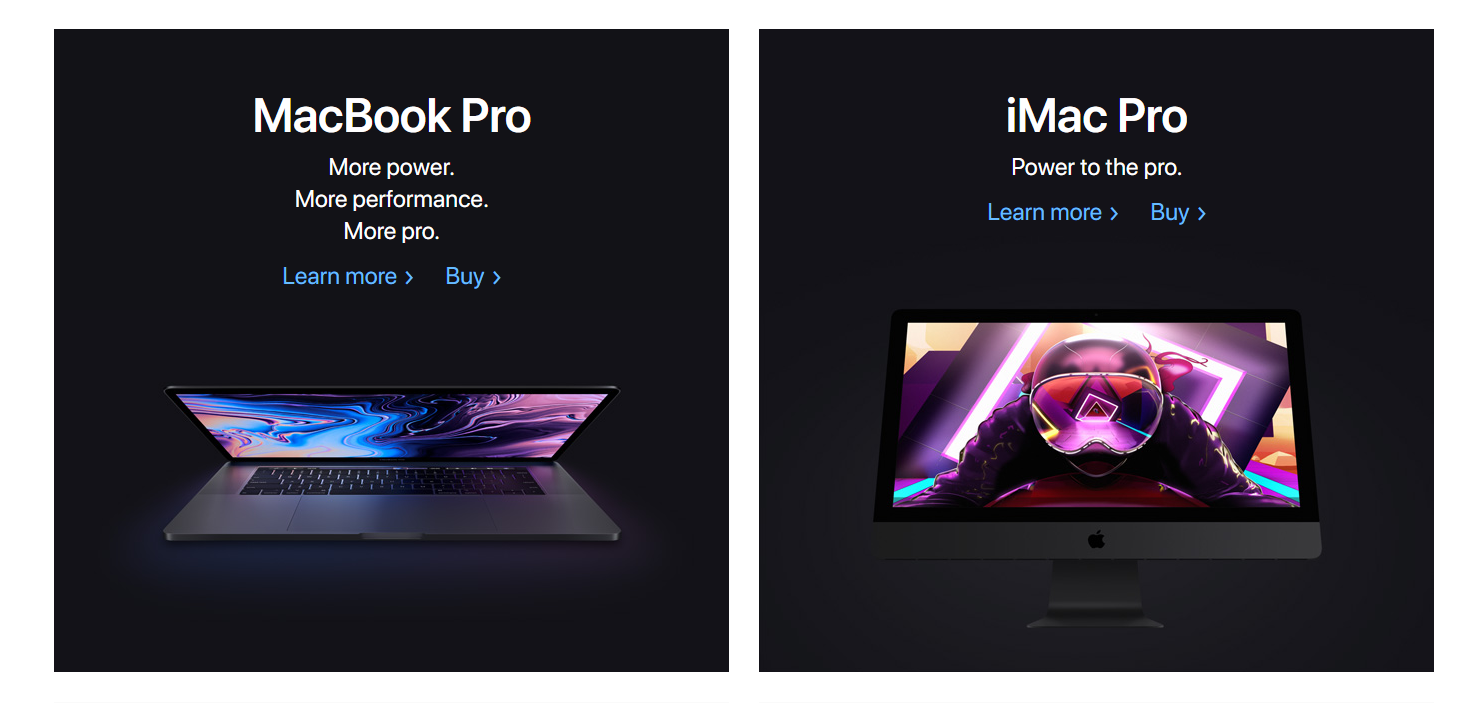 MacBook Pro
More power.
More performance.
More pro.
Learn more >
Buy >
iMac Pro
Power to the pro.
Learn more >
Buy >